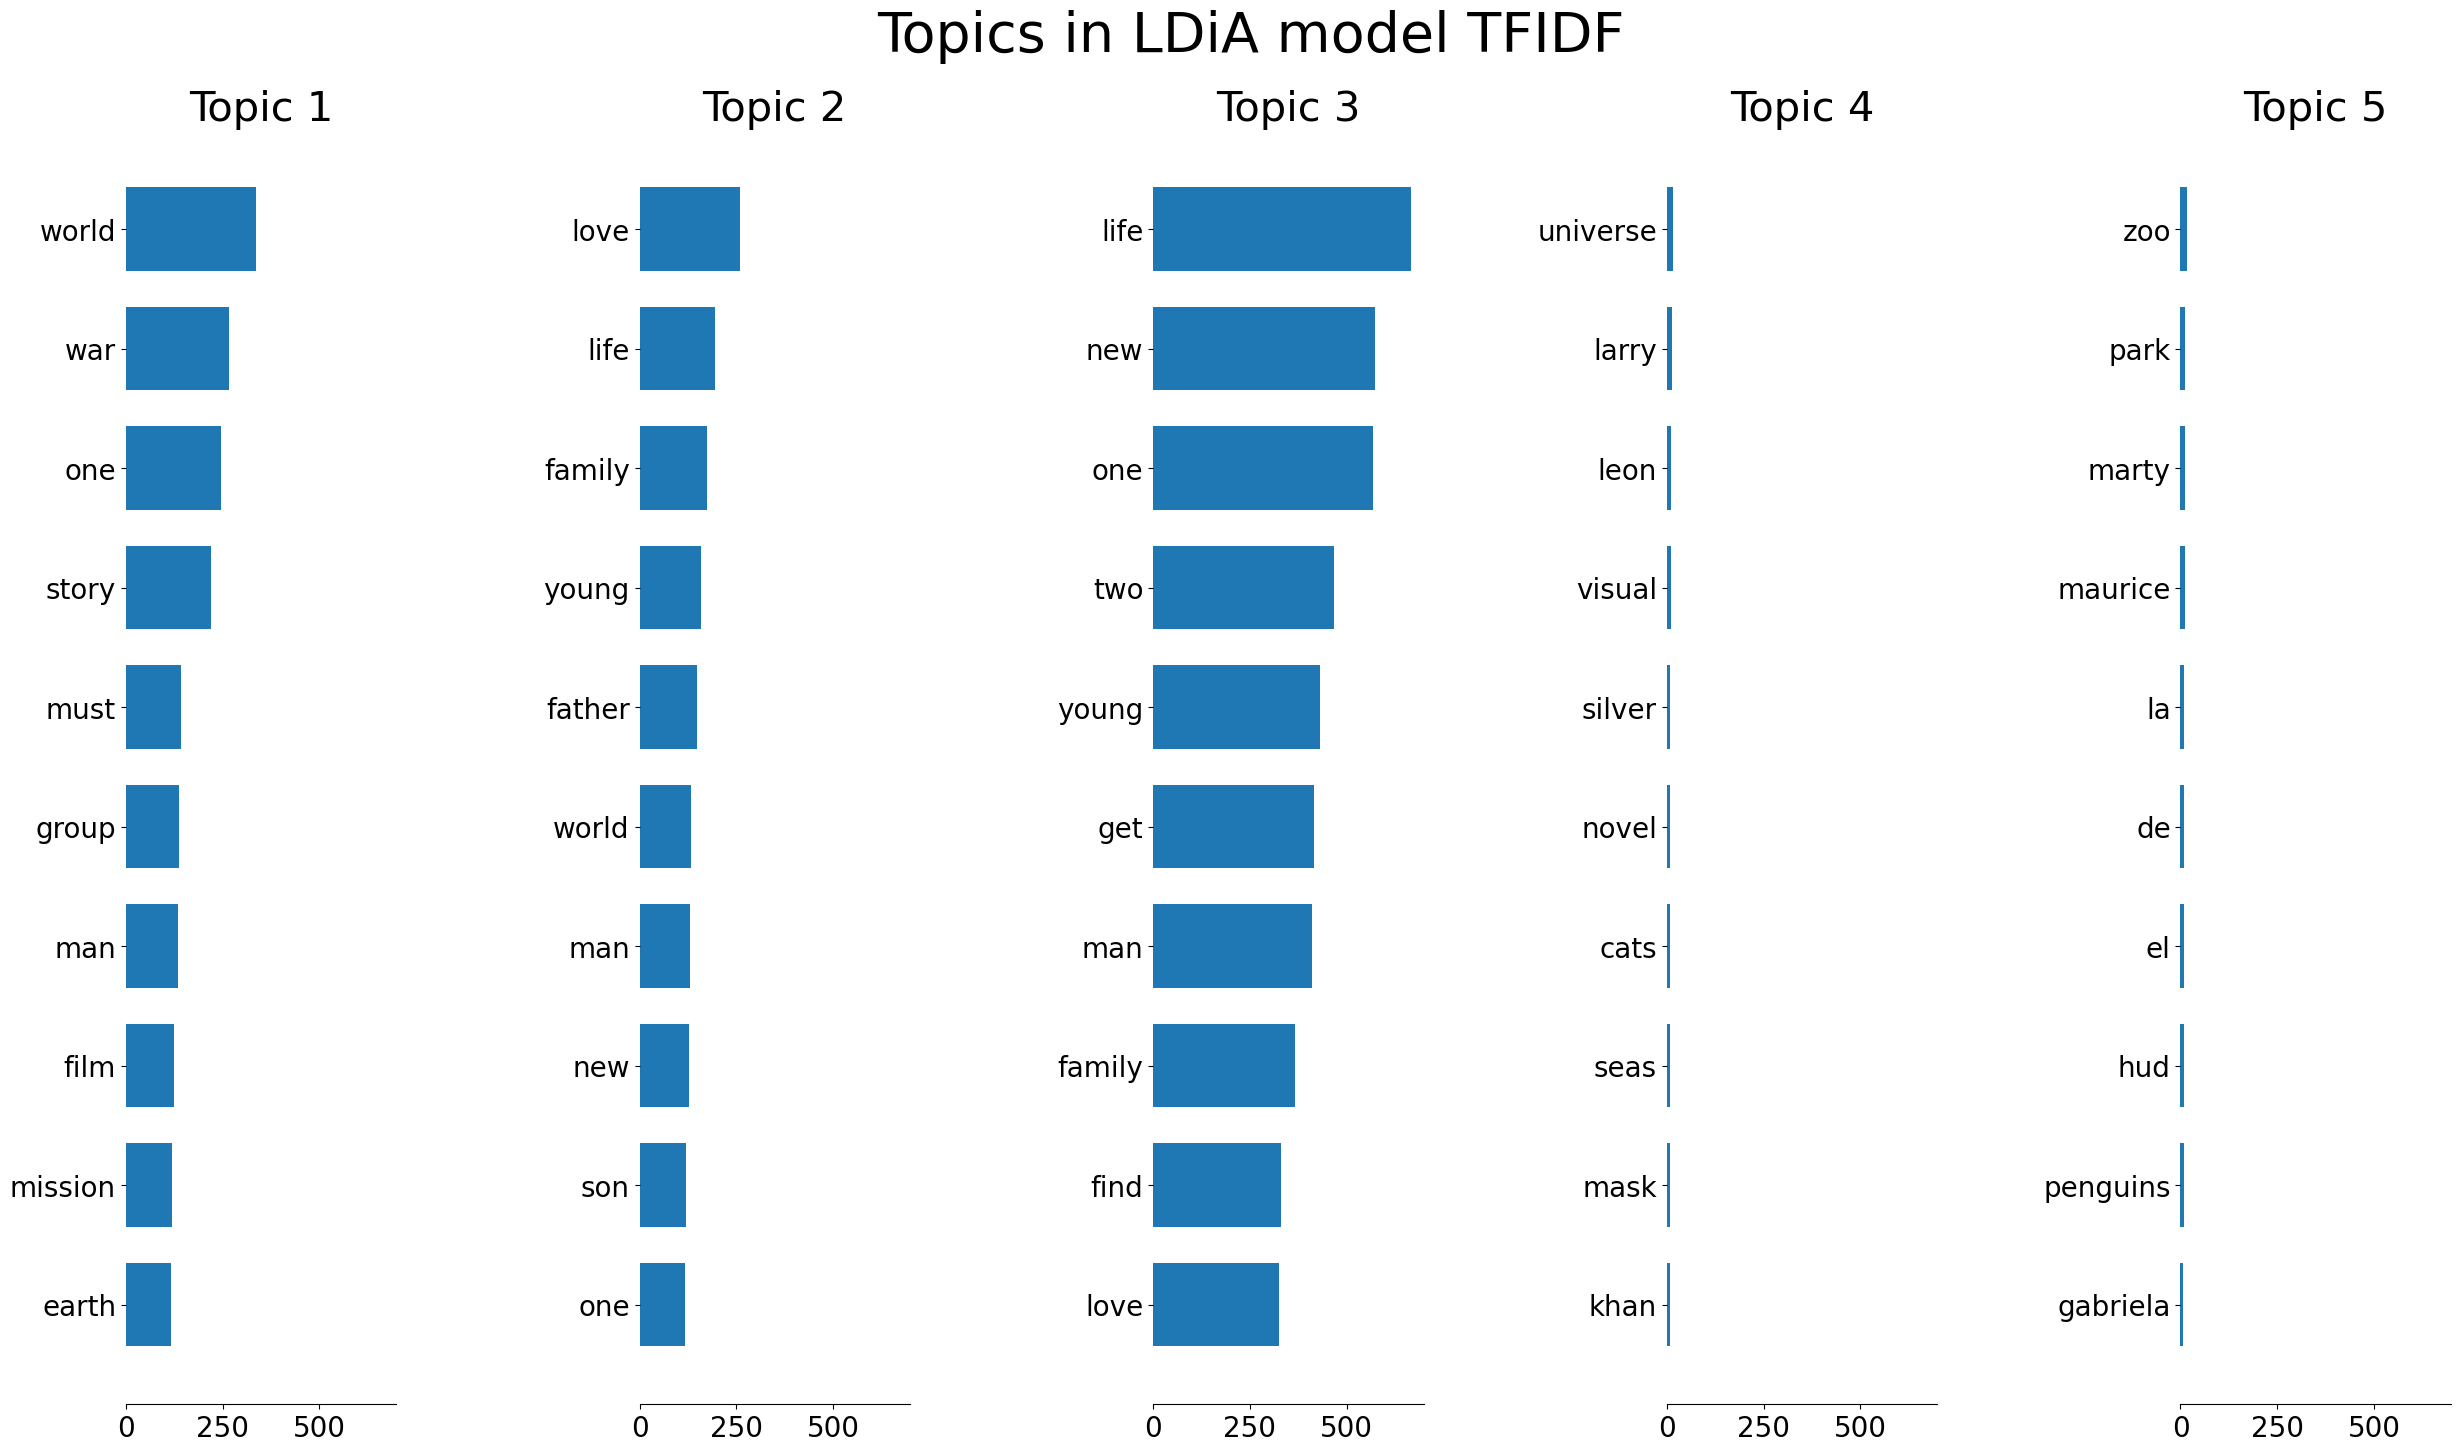 Topics in LDiA model TFIDF
Topic 1
world
war
one
story
must
group
man
film
mission
earth
0 250 500
Topic 2
love
life
family
young
father
world
man
new
son
one
0 250 500
Topic 3
life
new
one
two
young
get
man
family
find
love
0 250 500
Topic 4
universe
larry
leon
visual
silver
novel
cats
seas
mask
khan
0 250 500
Topic 5
zoo
park
marty
maurice
la
de
el
hud
penguins
gabriela
0 250 500